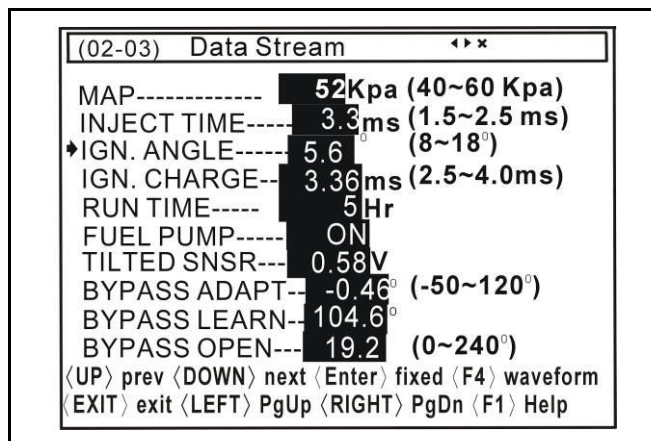 (02-03) Data Stream ◂ ▸ ×
MAP------------- 52Kpa (40~60 Kpa)
INJECT TIME----- 3.3ms (1.5~2.5 ms)
➧IGN. ANGLE------ 5.6° (8~18°)
IGN. CHARGE-- 3.36ms (2.5~4.0ms)
RUN TIME----- 5Hr
FUEL PUMP----- ON
TILTED SNSR--- 0.58V
BYPASS ADAPT-- -0.46° (-50~120°)
BYPASS LEARN-- 104.6°
BYPASS OPEN--- 19.2 (0~240°)
〈UP〉 prev 〈DOWN〉 next 〈Enter〉 fixed 〈F4〉 waveform
〈EXIT〉 exit 〈LEFT〉 PgUp 〈RIGHT〉 PgDn 〈F1〉 Help